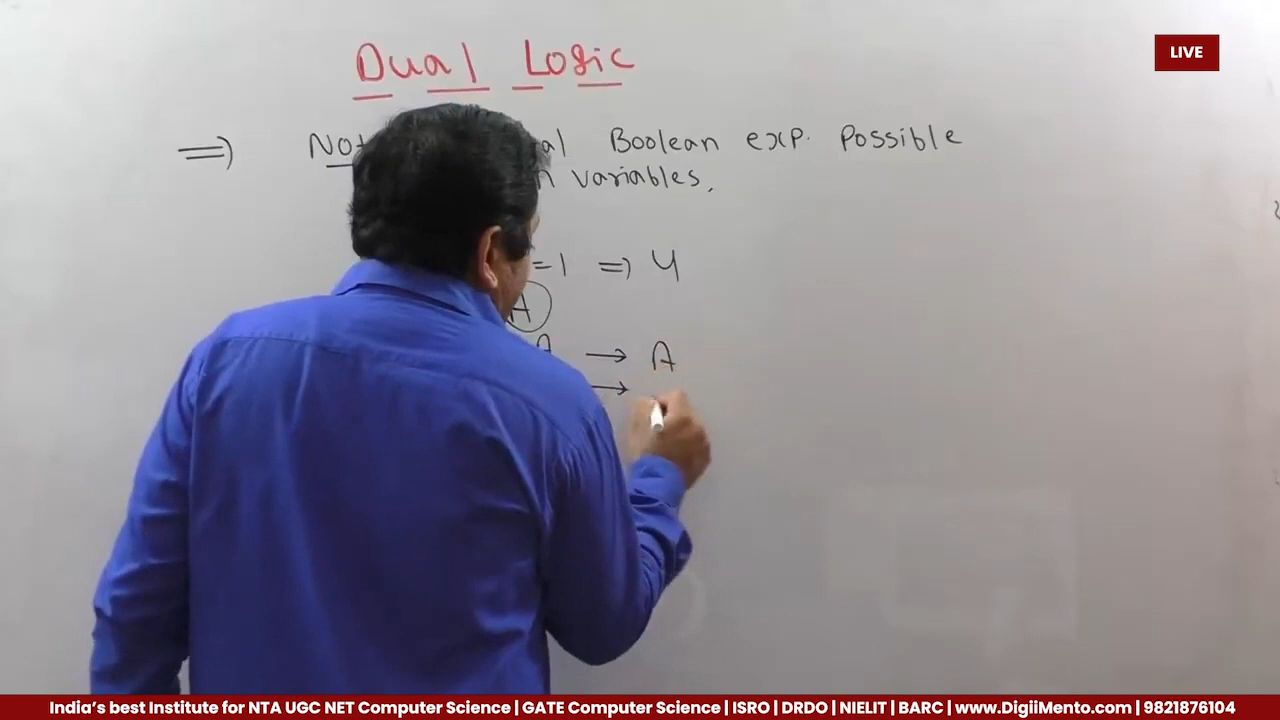 Dual Logic
LIVE
=> Not al Boolean exp. Possible
n variables.
=1 => 4
A
A → A
→
India's best Institute for NTA UGC NET Computer Science | GATE Computer Science | ISRO | DRDO | NIELIT | BARC | www.DigiiMento.com | 9821876104